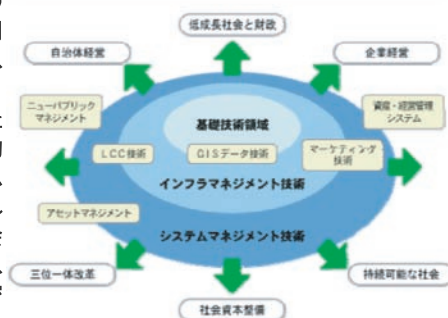 低成長社会と財政
自治体経営
企業経営
ニューパブリック
マネジメント
資産・経営管理
システム
基礎技術領域
LCC技術
GISデータ技術
マーケティング
技術
インフラマネジメント技術
アセットマネジメント
システムマネジメント技術
三位一体改革
持続可能な社会
社会資本整備